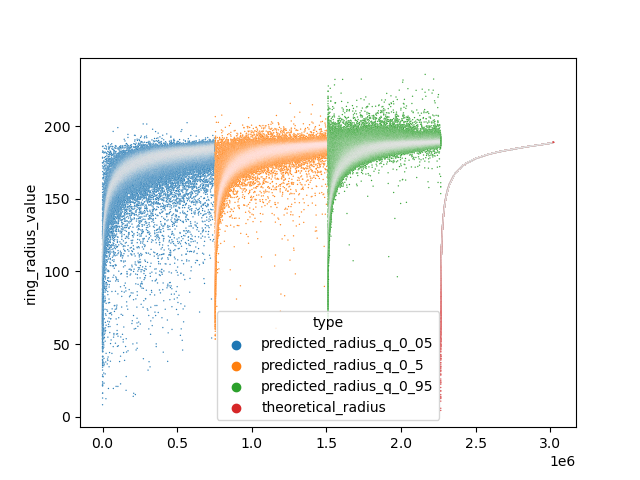 200
150
100
50
0
ring_radius_value
type
predicted_radius_q_0_05
predicted_radius_q_0_5
predicted_radius_q_0_95
theoretical_radius
0.0 0.5 1.0 1.5 2.0 2.5 3.0
1e6